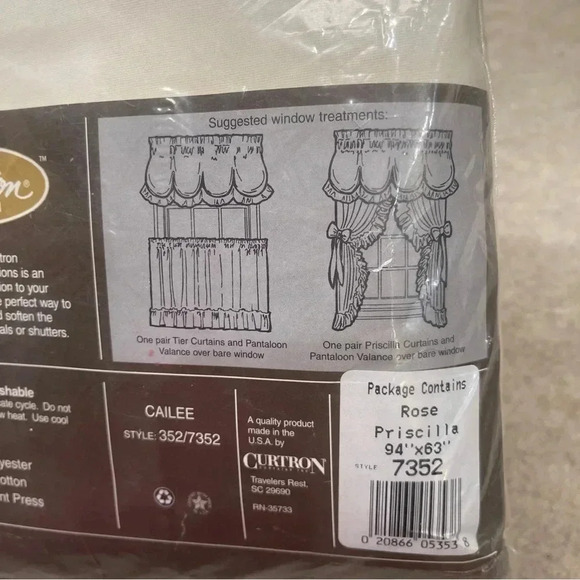 Suggested window treatments:
™
on®
tron
ions is an
ion to your
e perfect way to
d soften the
als or shutters.
One pair Tier Curtains and Pantaloon
Valance over bare window
One pair Priscilla Curtains and
Pantaloon Valance over bare window
shable
ate cycle. Do not
w heat. Use cool
yester
otton
nt Press
CAILEE
STYLE: 352/7352
A quality product
made in the
U.S.A. by
CURTRON
Travelers Rest,
SC 29690
RN-35733
Package Contains
Rose
Priscilla
94"x63"
STYLE 7352
0 20866 05353 8